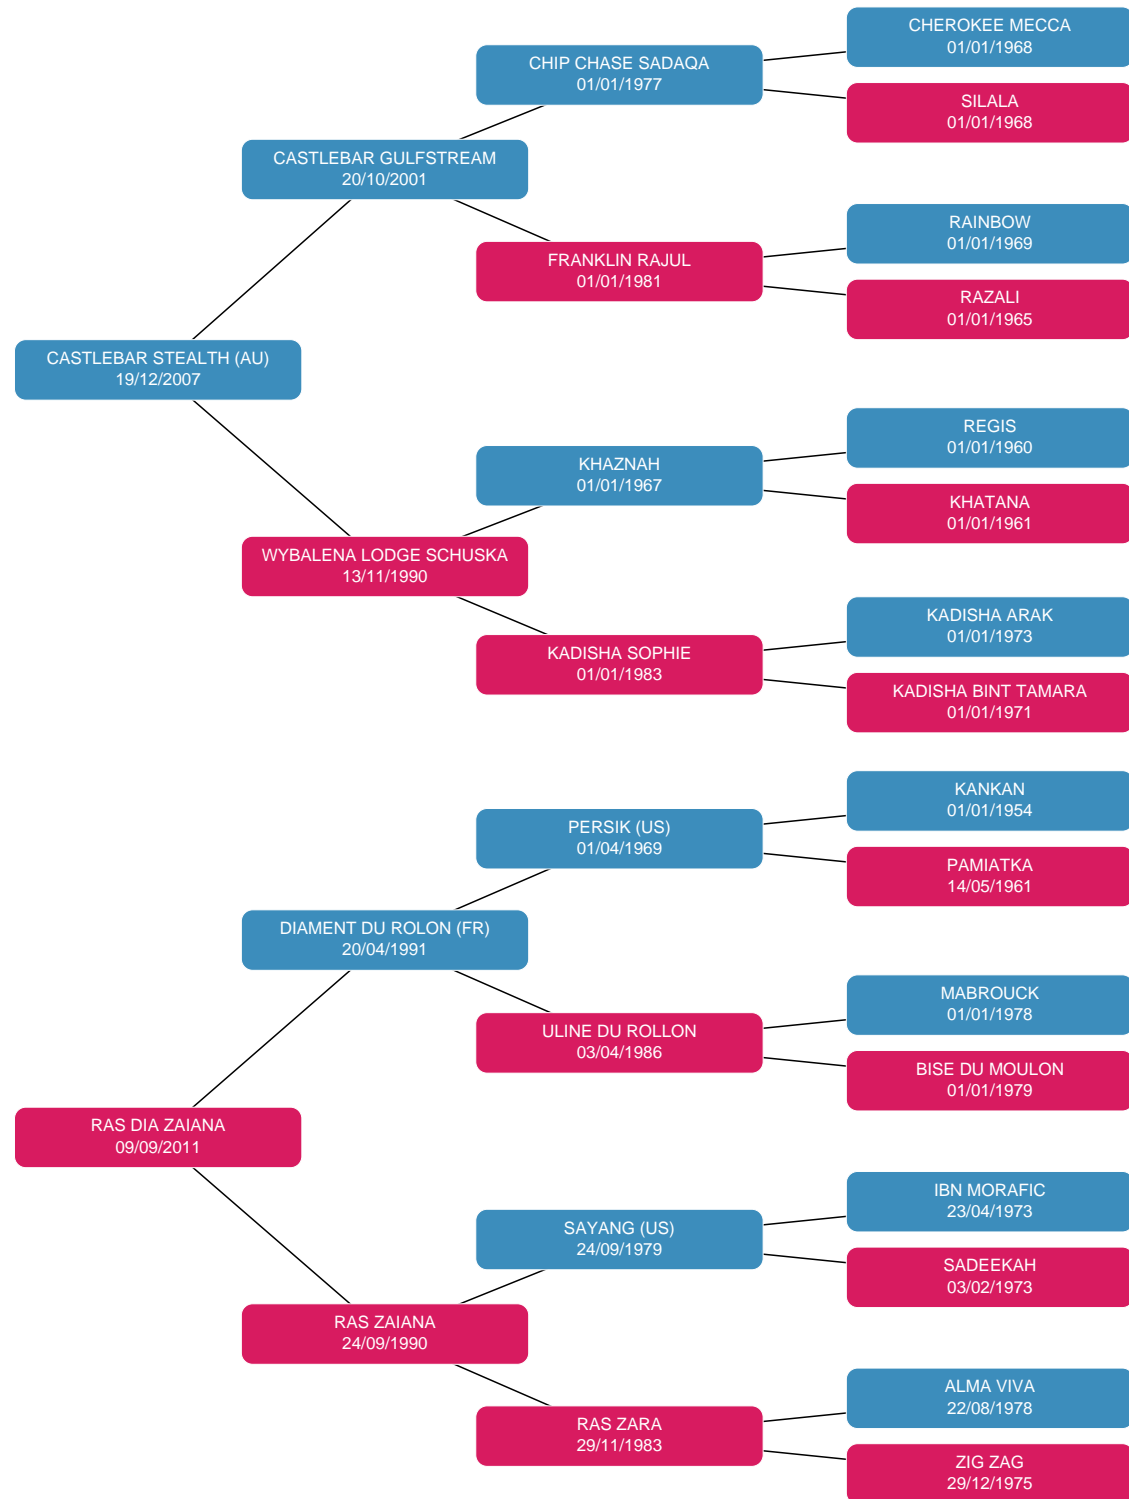 CHEROKEE MECCA
01/01/1968
CHIP CHASE SADAQA
01/01/1977
SILALA
01/01/1968
CASTLEBAR GULFSTREAM
20/10/2001
RAINBOW
01/01/1969
FRANKLIN RAJUL
01/01/1981
RAZALI
01/01/1965
CASTLEBAR STEALTH (AU)
19/12/2007
REGIS
01/01/1960
KHAZNAH
01/01/1967
KHATANA
01/01/1961
WYBALENA LODGE SCHUSKA
13/11/1990
KADISHA ARAK
01/01/1973
KADISHA SOPHIE
01/01/1983
KADISHA BINT TAMARA
01/01/1971
KANKAN
01/01/1954
PERSIK (US)
01/04/1969
PAMIATKA
14/05/1961
DIAMENT DU ROLON (FR)
20/04/1991
MABROUCK
01/01/1978
ULINE DU ROLLON
03/04/1986
BISE DU MOULON
01/01/1979
RAS DIA ZAIANA
09/09/2011
IBN MORAFIC
23/04/1973
SAYANG (US)
24/09/1979
SADEEKAH
03/02/1973
RAS ZAIANA
24/09/1990
ALMA VIVA
22/08/1978
RAS ZARA
29/11/1983
ZIG ZAG
29/12/1975